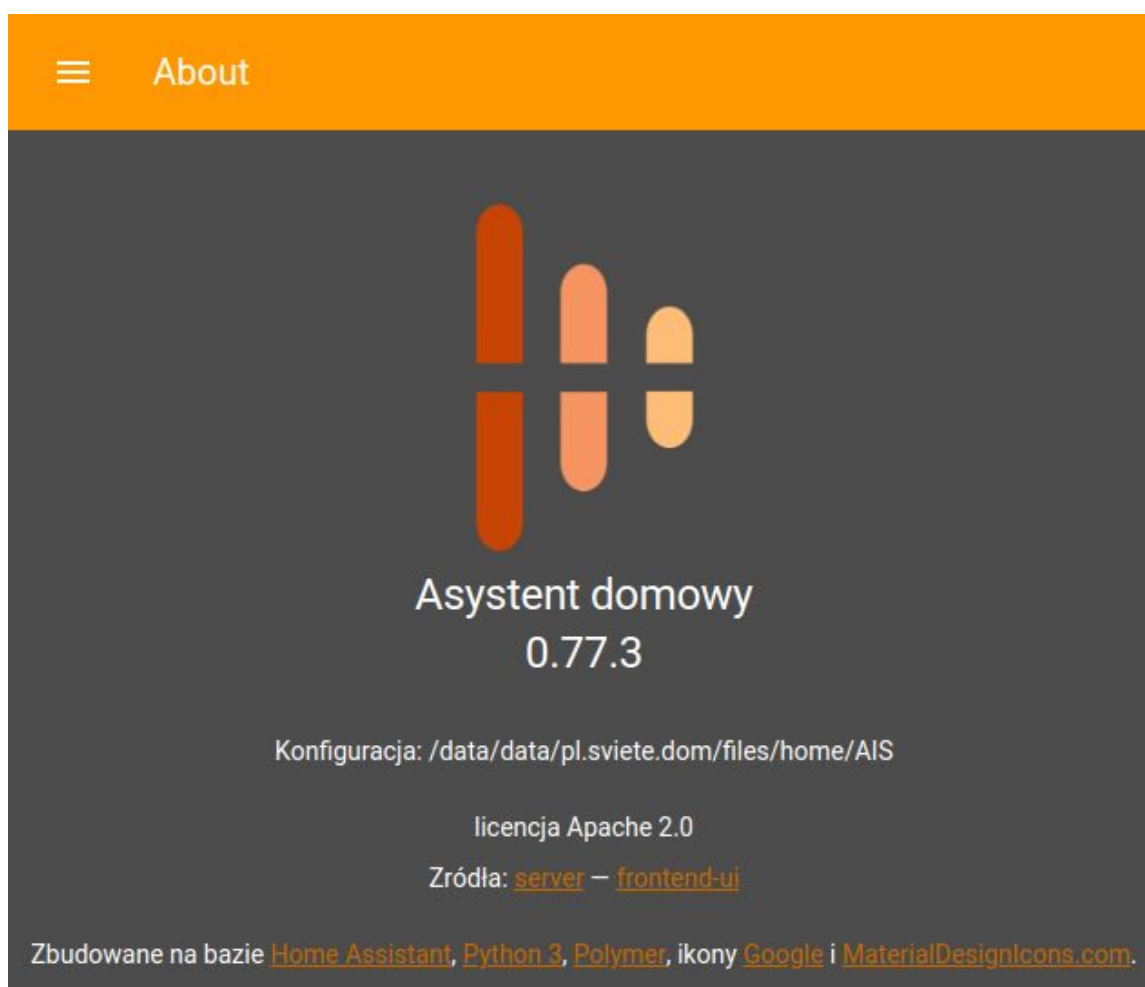 About
Asystent domowy
0.77.3
Konfiguracja: /data/data/pl.sviete.dom/files/home/AIS
licencja Apache 2.0
Zródła: server — frontend-ui
Zbudowane na bazie Home Assistant, Python 3, Polymer, ikony Google i MaterialDesignIcons.com.